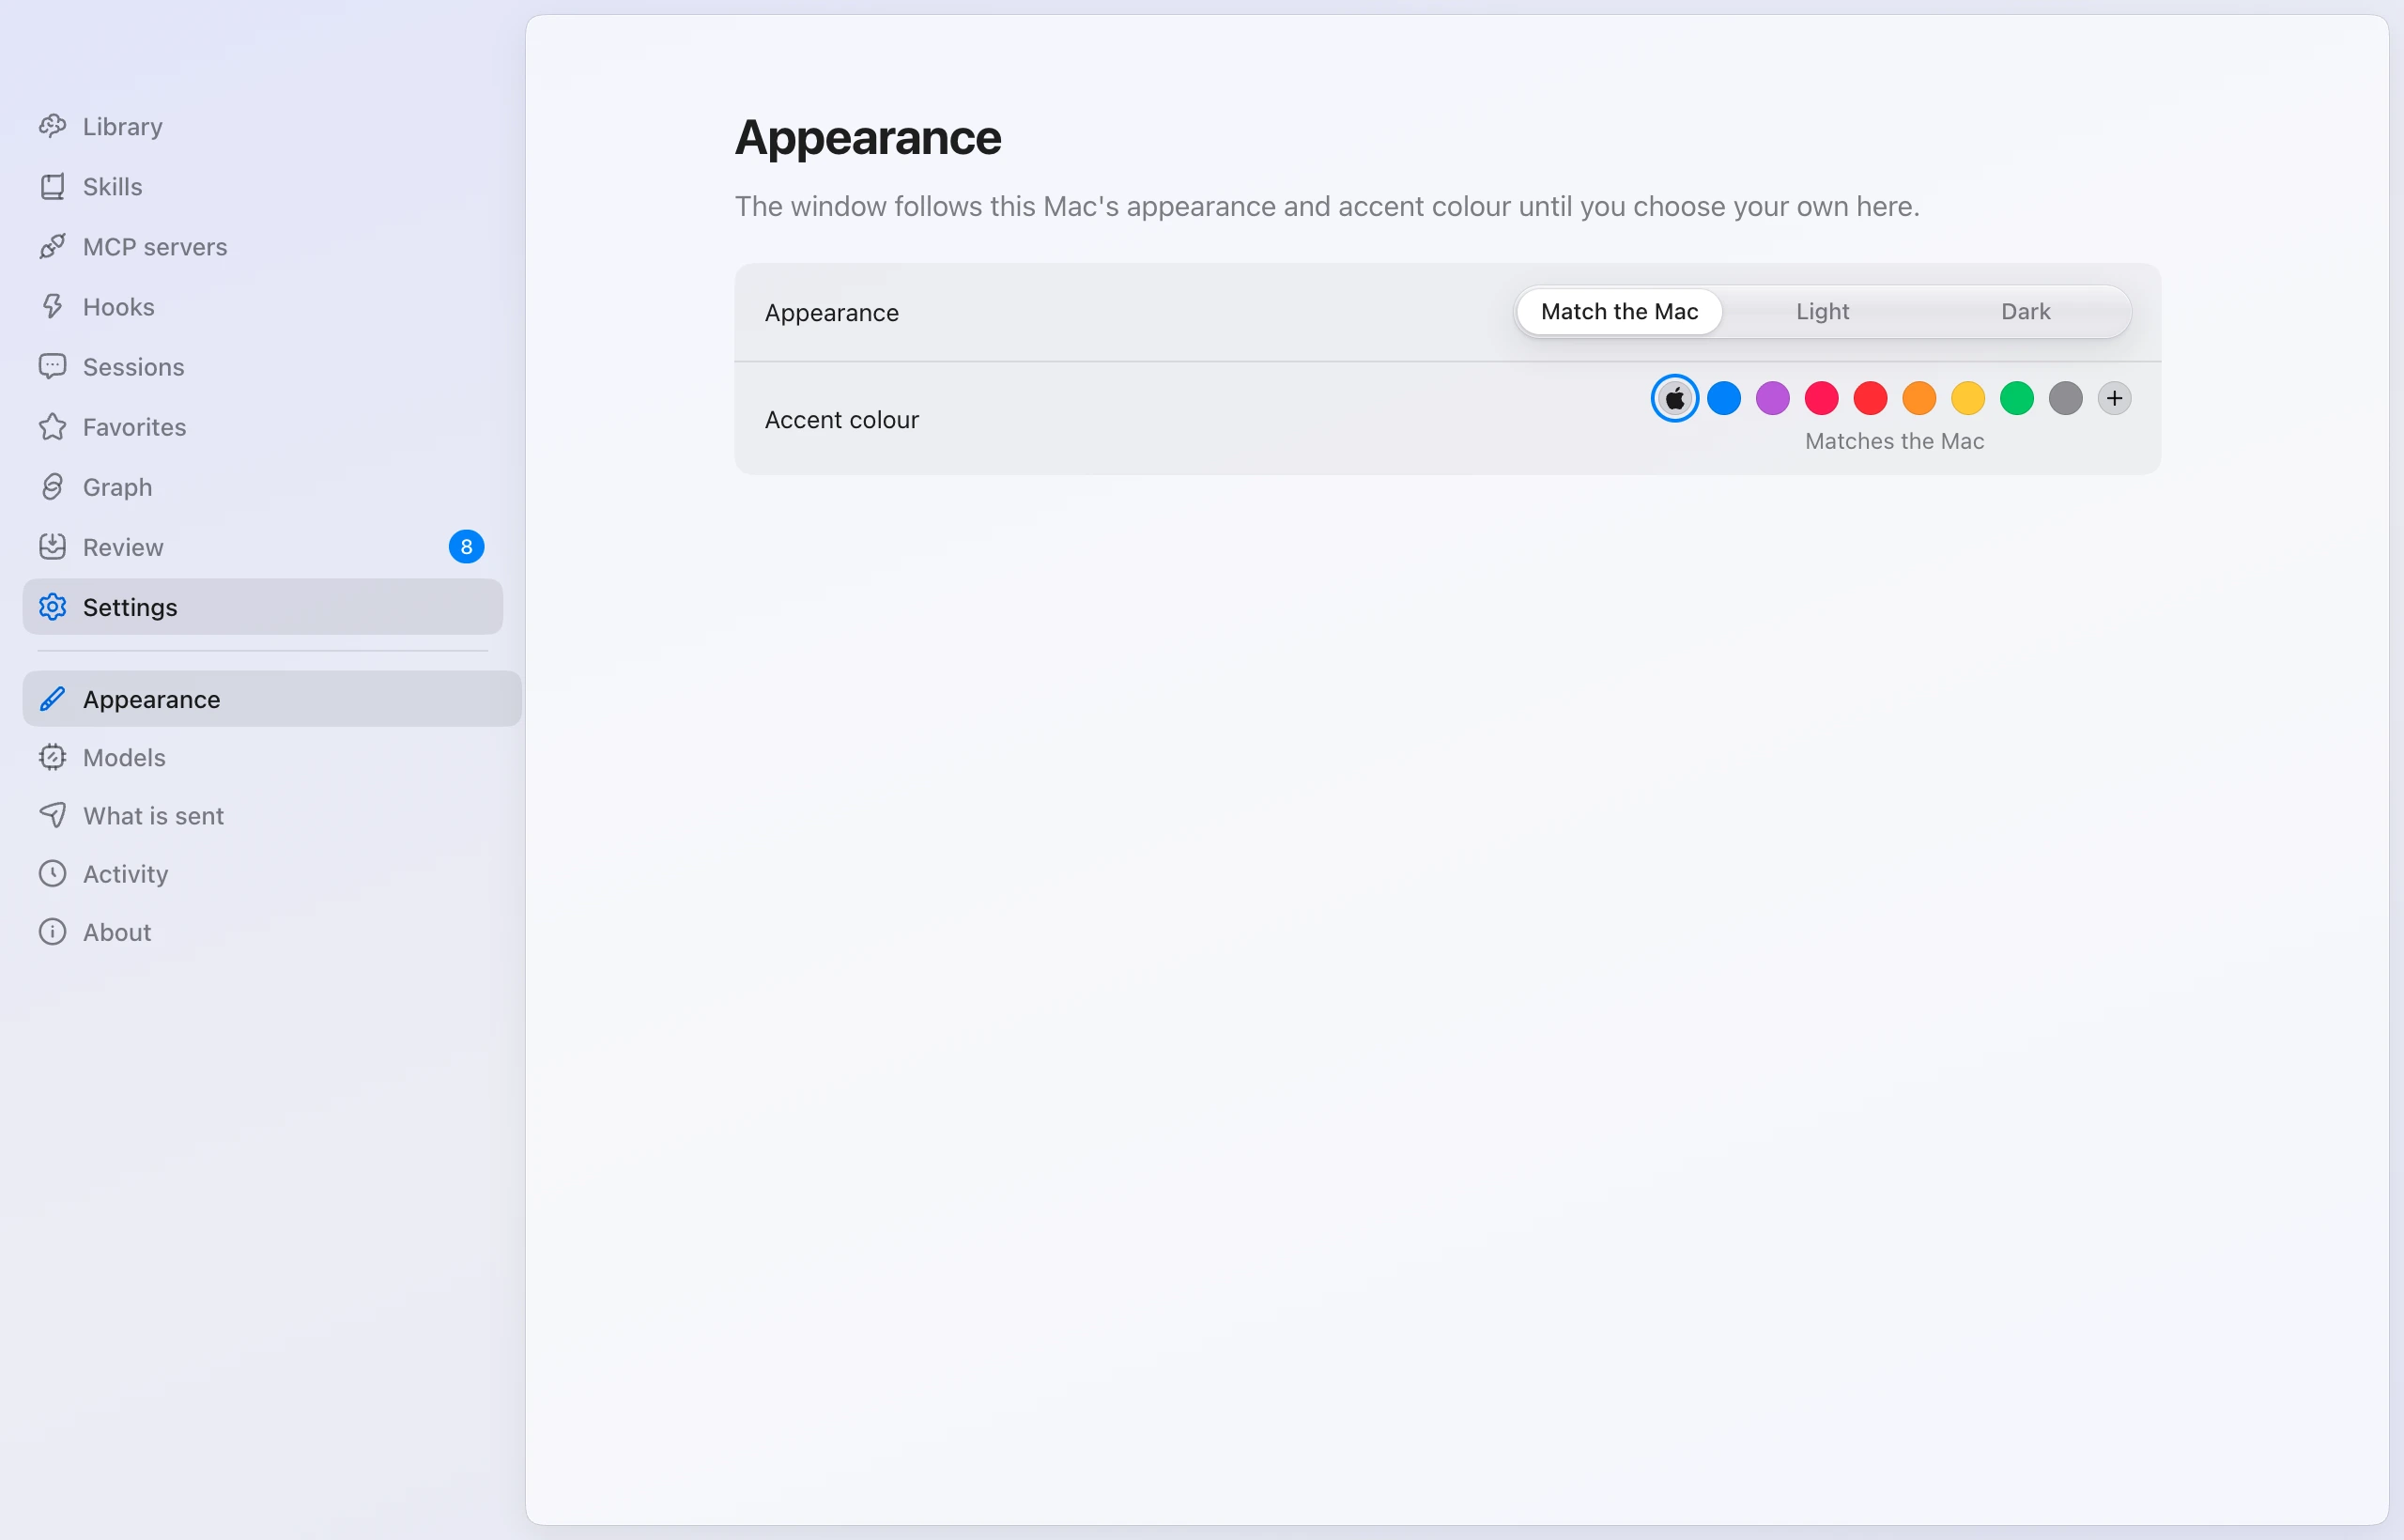 Library
Skills
MCP servers
Hooks
Sessions
Favorites
Graph
Review 8
Settings
Appearance
Models
What is sent
Activity
About
Appearance
The window follows this Mac's appearance and accent colour until you choose your own here.
Appearance Match the Mac Light Dark
Accent colour
Matches the Mac